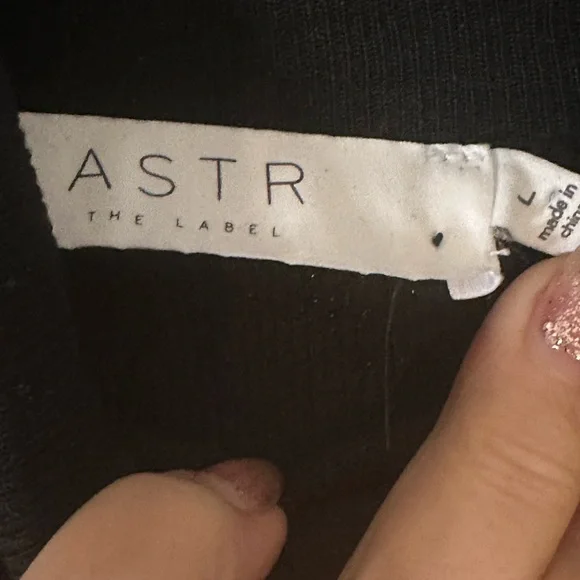 ASTR
THE LABEL
L
made in
china